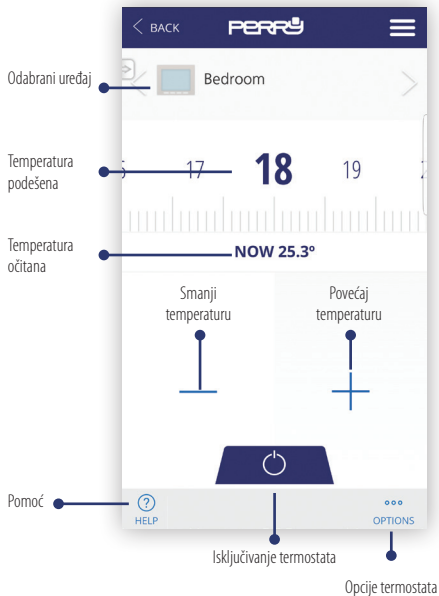 BACK
PERRY
Odabrani uređaj
Bedroom
Temperatura
podešena
17
18
19
Temperatura
očitana
NOW 25.3º
Smanji
temperaturu
Povećaj
temperaturu
Pomoć
HELP
OPTIONS
Isključivanje termostata
Opcije termostata